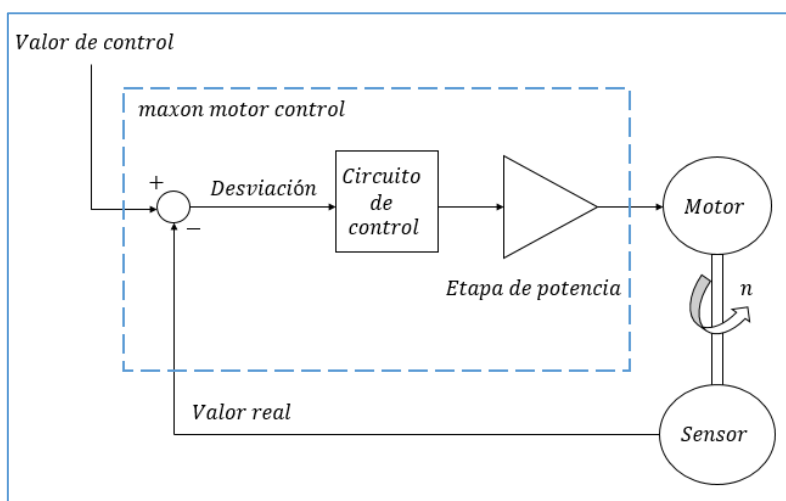 Valor de control
maxon motor control
+
Desviación
−
Circuito
de
control
Etapa de potencia
Motor
n
Valor real
Sensor